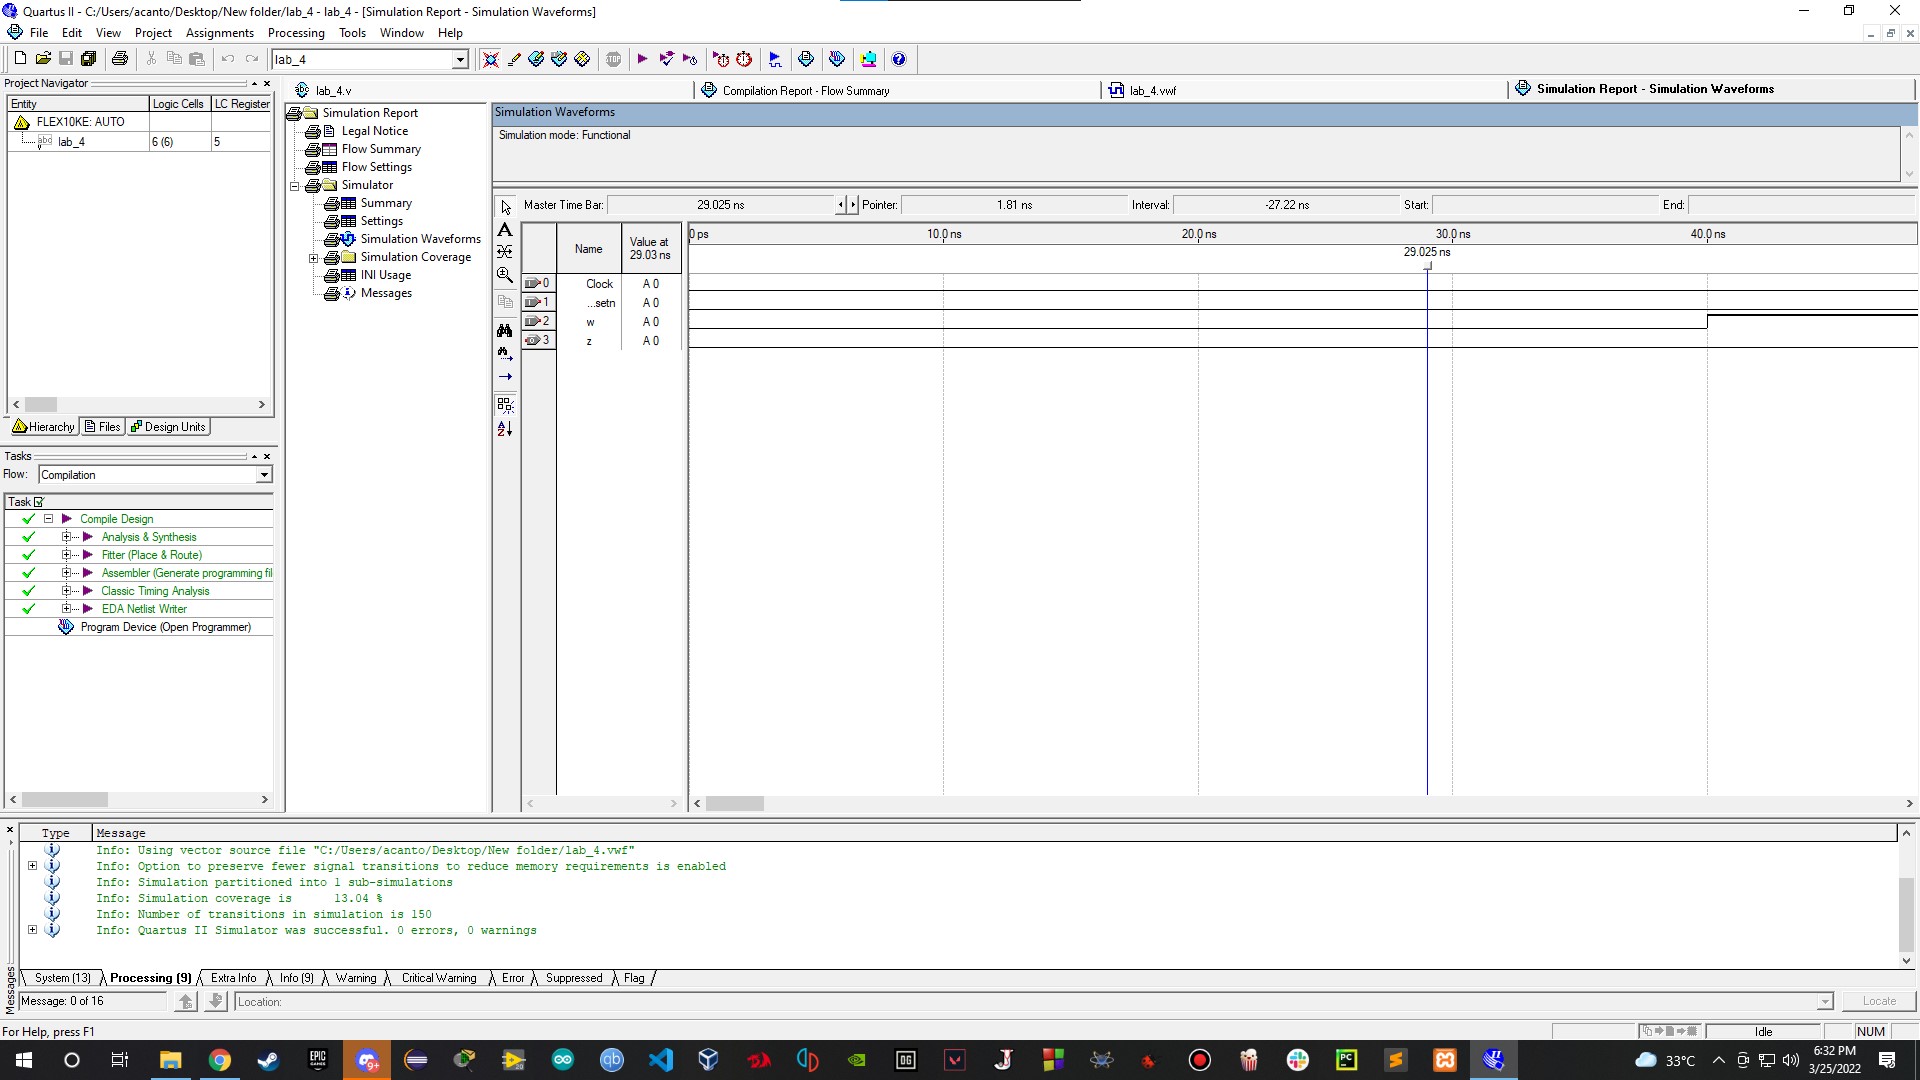 Quartus II - C:/Users/acanto/Desktop/New folder/lab_4 - lab_4 - [Simulation Report - Simulation Waveforms]
File Edit View Project Assignments Processing Tools Window Help
lab_4
Project Navigator
Entity Logic Cells LC Register
FLEX10KE: AUTO
lab_4 6 (6) 5
Hierarchy Files Design Units
Tasks
Flow: Compilation
Task
Compile Design
Analysis & Synthesis
Fitter (Place & Route)
Assembler (Generate programming fil
Classic Timing Analysis
EDA Netlist Writer
Program Device (Open Programmer)
lab_4.v Compilation Report - Flow Summary lab_4.vwf Simulation Report - Simulation Waveforms
Simulation Report
Legal Notice
Flow Summary
Flow Settings
Simulator
Summary
Settings
Simulation Waveforms
Simulation Coverage
INI Usage
Messages
Simulation Waveforms
Simulation mode: Functional
Master Time Bar: 29.025 ns Pointer: 1.81 ns Interval: -27.22 ns Start: End:
Name Value at 29.03 ns
0 ps 10.0 ns 20.0 ns 30.0 ns 40.0 ns
29.025 ns
0 Clock A 0
1 ...setn A 0
2 w A 0
3 z A 0
Type Message
Info: Using vector source file "C:/Users/acanto/Desktop/New folder/lab_4.vwf"
Info: Option to preserve fewer signal transitions to reduce memory requirements is enabled
Info: Simulation partitioned into 1 sub-simulations
Info: Simulation coverage is 13.04 %
Info: Number of transitions in simulation is 150
Info: Quartus II Simulator was successful. 0 errors, 0 warnings
System (13) Processing (9) Extra Info Info (9) Warning Critical Warning Error Suppressed Flag
Messages
Message: 0 of 16 Location: Locate
For Help, press F1 Idle NUM
33°C 6:32 PM
3/25/2022